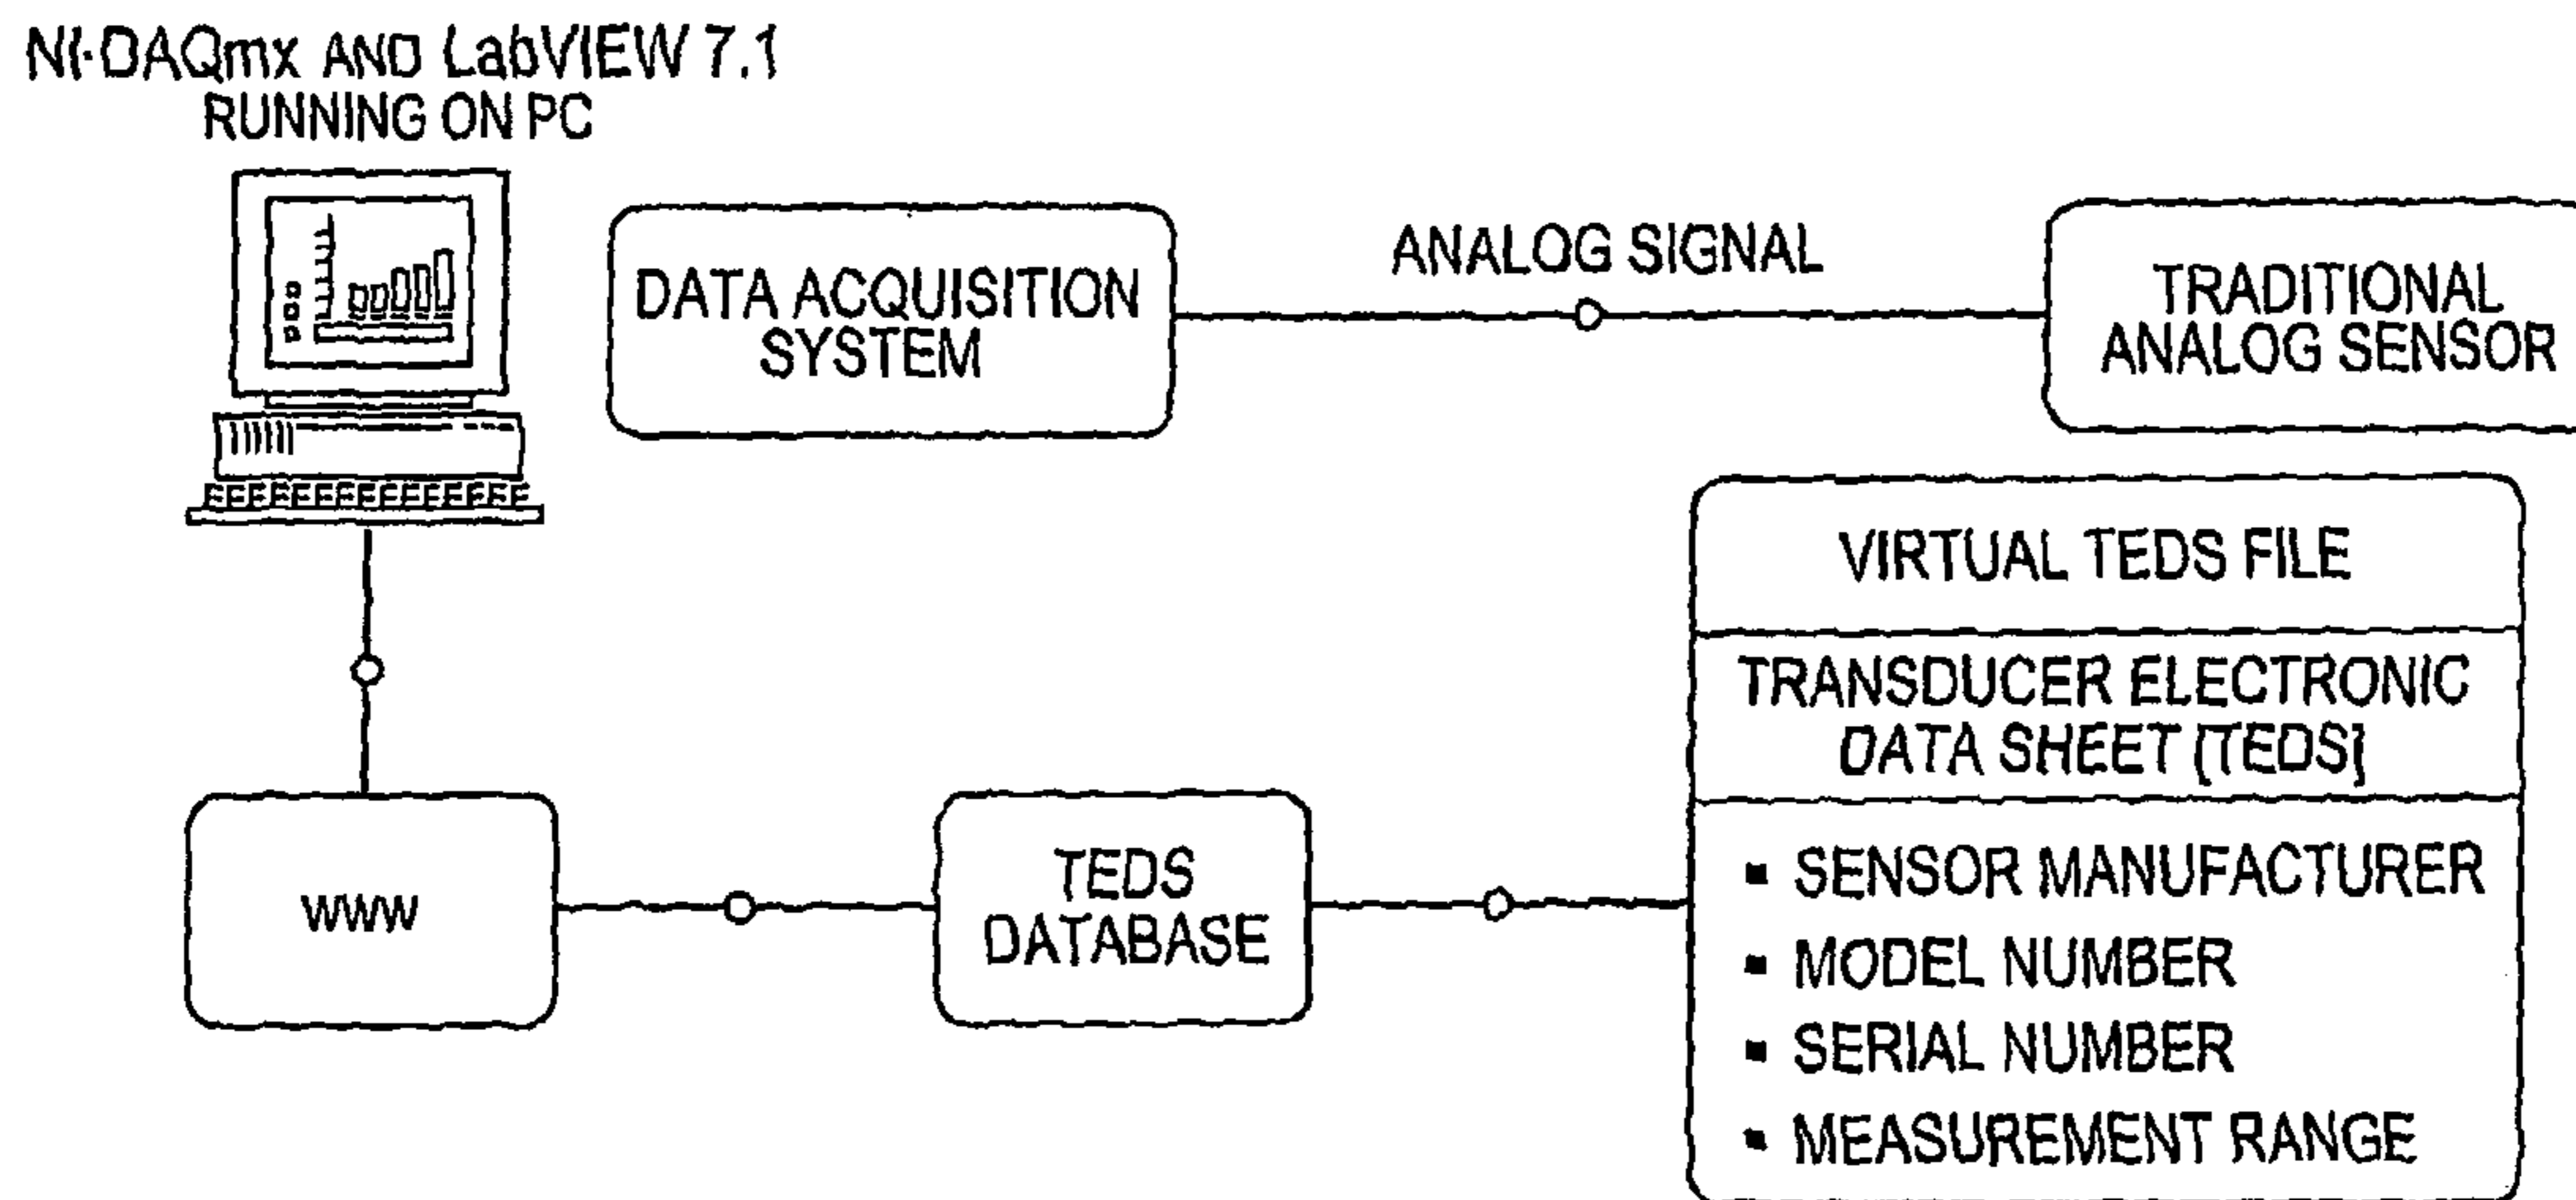 NI-DAQmx AND LabVIEW 7.1
RUNNING ON PC
DATA ACQUISITION
SYSTEM
ANALOG SIGNAL
TRADITIONAL
ANALOG SENSOR
VIRTUAL TEDS FILE
TRANSDUCER ELECTRONIC
DATA SHEET [TEDS]
WWW
TEDS
DATABASE
▪ SENSOR MANUFACTURER
▪ MODEL NUMBER
▪ SERIAL NUMBER
▪ MEASUREMENT RANGE